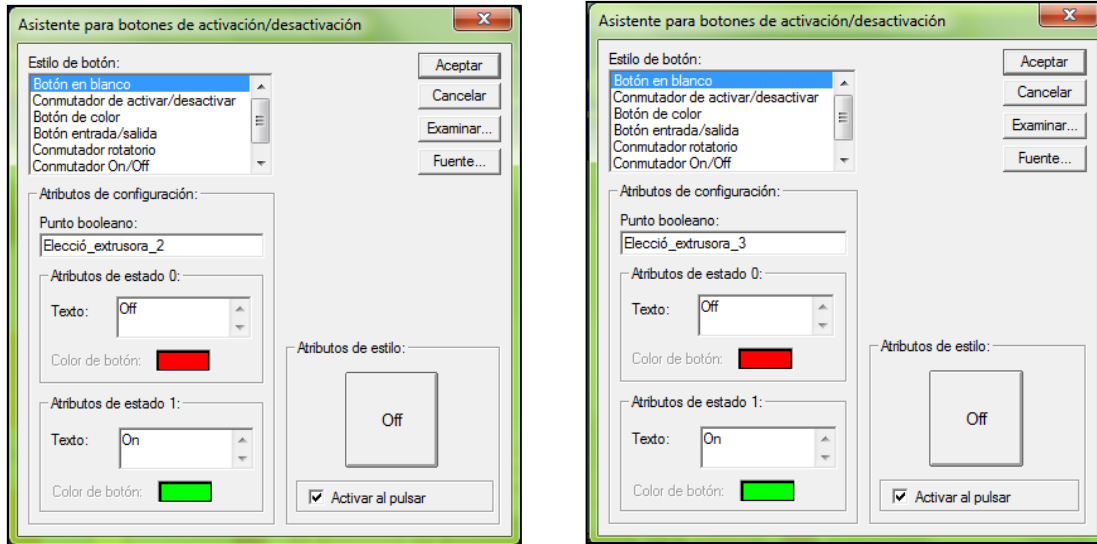 Asistente para botones de activación/desactivación
Estilo de botón:
Botón en blanco
Conmutador de activar/desactivar
Botón de color
Botón entrada/salida
Conmutador rotatorio
Conmutador On/Off
Aceptar
Cancelar
Examinar...
Fuente...
Atributos de configuración:
Punto booleano:
Elecció_extrusora_2
Atributos de estado 0:
Texto:
Off
Color de botón:
Atributos de estado 1:
Texto:
On
Color de botón:
Atributos de estilo:
Off
Activar al pulsar
Asistente para botones de activación/desactivación
Estilo de botón:
Botón en blanco
Conmutador de activar/desactivar
Botón de color
Botón entrada/salida
Conmutador rotatorio
Conmutador On/Off
Aceptar
Cancelar
Examinar...
Fuente...
Atributos de configuración:
Punto booleano:
Elecció_extrusora_3
Atributos de estado 0:
Texto:
Off
Color de botón:
Atributos de estado 1:
Texto:
On
Color de botón:
Atributos de estilo:
Off
Activar al pulsar